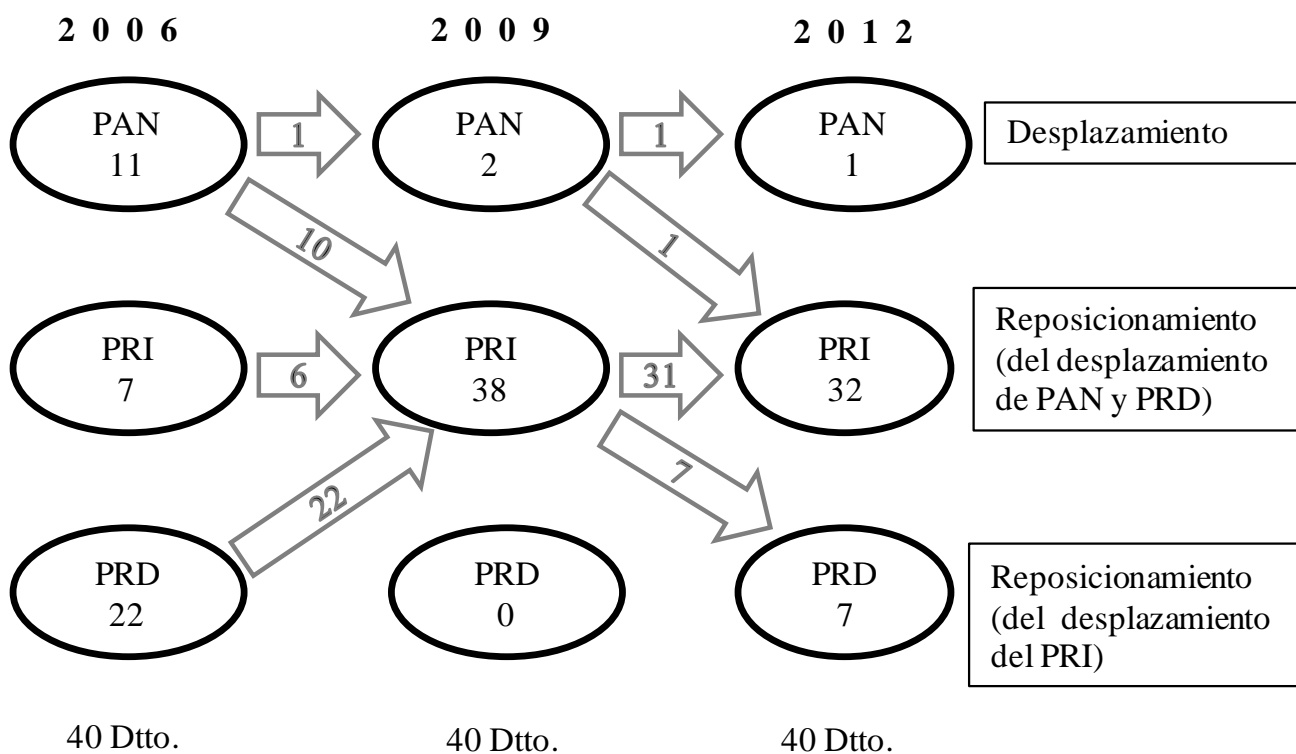 2 0 0 6
2 0 0 9
2 0 1 2
PAN
11
1
PAN
2
1
PAN
1
Desplazamiento
10
1
PRI
7
6
PRI
38
31
PRI
32
Reposicionamiento
(del desplazamiento
de PAN y PRD)
22
7
PRD
22
PRD
0
PRD
7
Reposicionamiento
(del desplazamiento
del PRI)
40 Dtto.
40 Dtto.
40 Dtto.